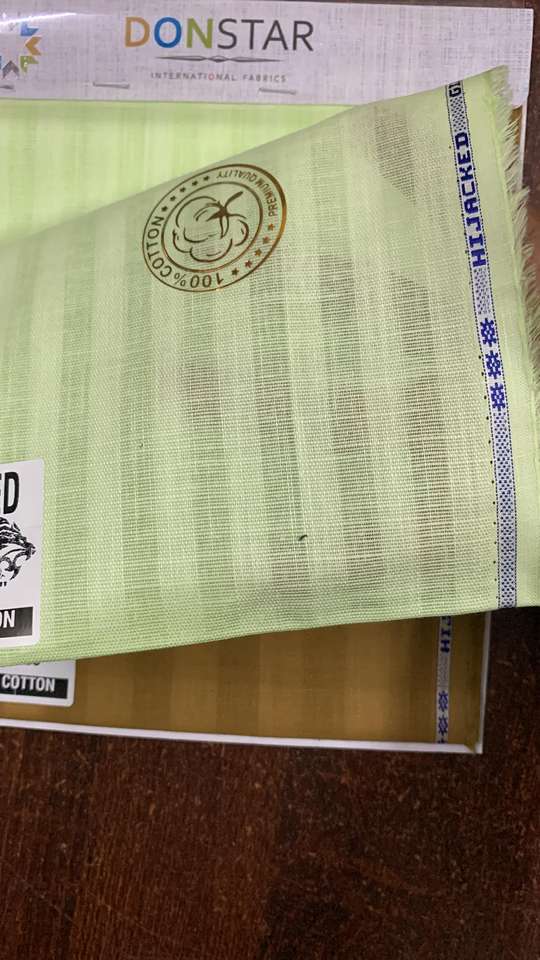 DONSTAR
INTERNATIONAL FABRICS
HIJACKED
100% COTTON
PREMIUM QUALITY
ED
ON
COTTON
HIJ